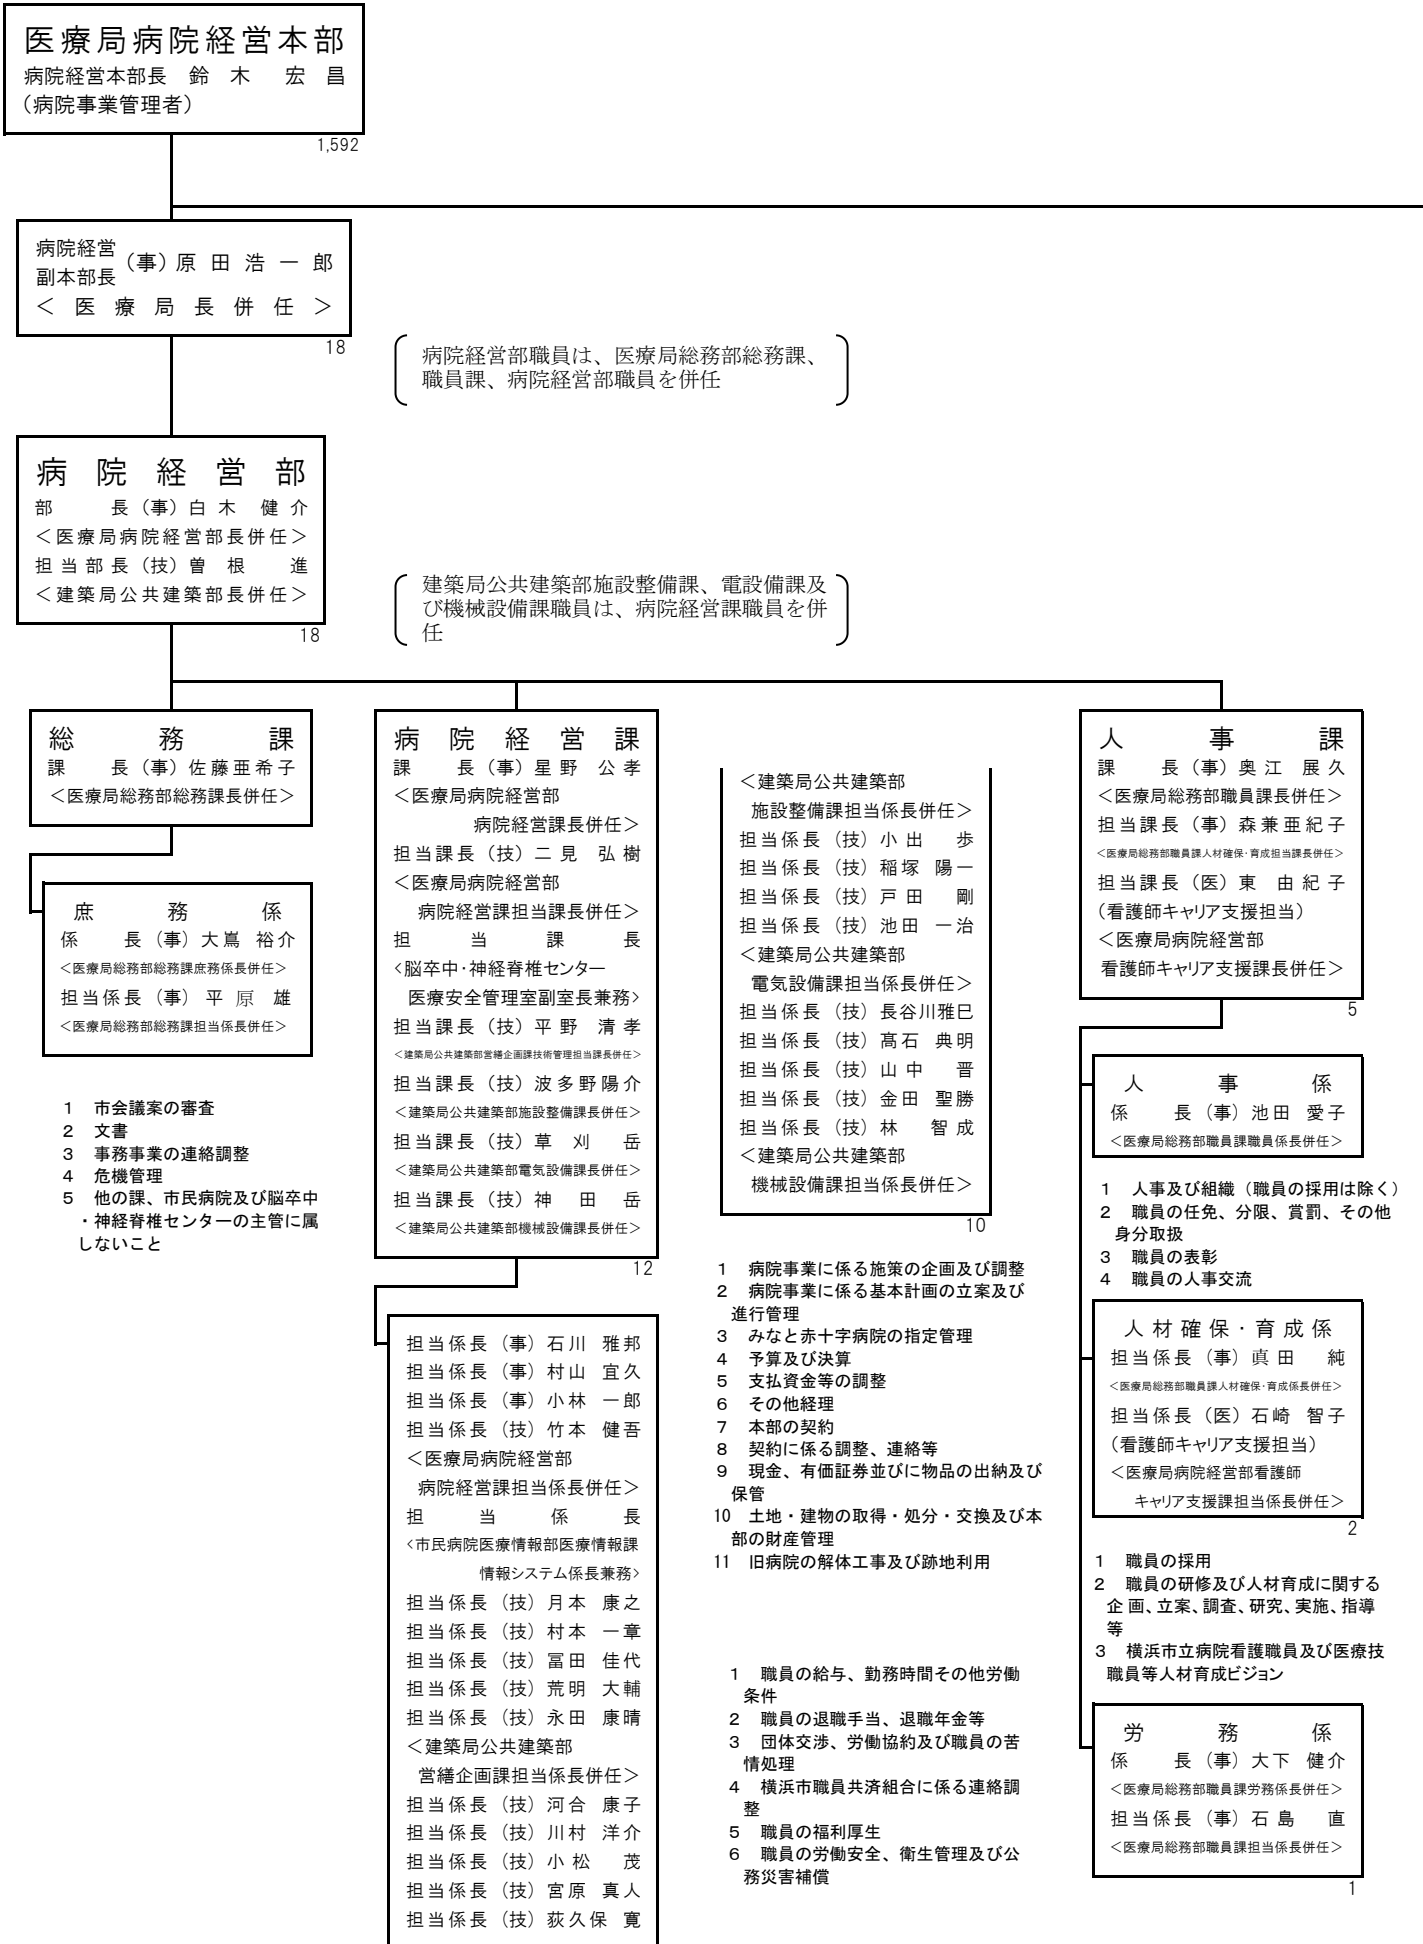 医療局病院経営本部
病院経営本部長 鈴木 宏昌
(病院事業管理者)
1,592
病院経営
副本部長 (事)原田浩一郎
<医療局長併任>
18
病院経営部職員は、医療局総務部総務課、
職員課、病院経営部職員を併任
病院経営部
部長(事)白木 健介
<医療局病院経営部長併任>
担当部長(技)曽根 進
<建築局公共建築部長併任>
18
建築局公共建築部施設整備課、電設備課及
び機械設備課職員は、病院経営課職員を併
任
総務課
課長(事)佐藤亜希子
<医療局総務部総務課長併任>
庶務係
係長(事)大嶌 裕介
<医療局総務部総務課庶務係長併任>
担当係長(事)平原 雄
<医療局総務部総務課担当係長併任>
1 市会議案の審査
2 文書
3 事務事業の連絡調整
4 危機管理
5 他の課、市民病院及び脳卒中
・神経脊椎センターの主管に属
しないこと
病院経営課
課長(事)星野 公孝
<医療局病院経営部
病院経営課長併任>
担当課長(技)二見 弘樹
<医療局病院経営部
病院経営課担当課長併任>
担当課長
<脳卒中・神経脊椎センター
医療安全管理室副室長兼務>
担当課長(技)平野 清孝
<建築局公共建築部営繕企画課技術管理担当課長併任>
担当課長(技)波多野陽介
<建築局公共建築部施設整備課長併任>
担当課長(技)草刈 岳
<建築局公共建築部電気設備課長併任>
担当課長(技)神田 岳
<建築局公共建築部機械設備課長併任>
12
担当係長(事)石川 雅邦
担当係長(事)村山 宜久
担当係長(事)小林 一郎
担当係長(技)竹本 健吾
<医療局病院経営部
病院経営課担当係長併任>
担当係長
<市民病院医療情報部医療情報課
情報システム係長兼務>
担当係長(技)月本 康之
担当係長(技)村本 一章
担当係長(技)冨田 佳代
担当係長(技)荒明 大輔
担当係長(技)永田 康晴
<建築局公共建築部
営繕企画課担当係長併任>
担当係長(技)河合 康子
担当係長(技)川村 洋介
担当係長(技)小松 茂
担当係長(技)宮原 真人
担当係長(技)荻久保 寛
<建築局公共建築部
施設整備課担当係長併任>
担当係長(技)小出 歩
担当係長(技)稲塚 陽一
担当係長(技)戸田 剛
担当係長(技)池田 一治
<建築局公共建築部
電気設備課担当係長併任>
担当係長(技)長谷川雅巳
担当係長(技)髙石 典明
担当係長(技)山中 晋
担当係長(技)金田 聖勝
担当係長(技)林 智成
<建築局公共建築部
機械設備課担当係長併任>
10
1 病院事業に係る施策の企画及び調整
2 病院事業に係る基本計画の立案及び
進行管理
3 みなと赤十字病院の指定管理
4 予算及び決算
5 支払資金等の調整
6 その他経理
7 本部の契約
8 契約に係る調整、連絡等
9 現金、有価証券並びに物品の出納及び
保管
10 土地・建物の取得・処分・交換及び本
部の財産管理
11 旧病院の解体工事及び跡地利用
1 職員の給与、勤務時間その他労働
条件
2 職員の退職手当、退職年金等
3 団体交渉、労働協約及び職員の苦
情処理
4 横浜市職員共済組合に係る連絡調
整
5 職員の福利厚生
6 職員の労働安全、衛生管理及び公
務災害補償
人事課
課長(事)奥江 展久
<医療局総務部職員課長併任>
担当課長(事)森兼亜紀子
<医療局総務部職員課人材確保・育成担当課長併任>
担当課長(医)東 由紀子
(看護師キャリア支援担当)
<医療局病院経営部
看護師キャリア支援課長併任>
5
人事係
係長(事)池田 愛子
<医療局総務部職員課職員係長併任>
1 人事及び組織(職員の採用は除く)
2 職員の任免、分限、賞罰、その他
身分取扱
3 職員の表彰
4 職員の人事交流
人材確保・育成係
担当係長(事)眞田 純
<医療局総務部職員課人材確保・育成係長併任>
担当係長(医)石崎 智子
(看護師キャリア支援担当)
<医療局病院経営部看護師
キャリア支援課担当係長併任>
2
1 職員の採用
2 職員の研修及び人材育成に関する
企画、立案、調査、研究、実施、指導
等
3 横浜市立病院看護職員及び医療技
職員等人材育成ビジョン
労務係
係長(事)大下 健介
<医療局総務部職員課労務係長併任>
担当係長(事)石島 直
<医療局総務部職員課担当係長併任>
1